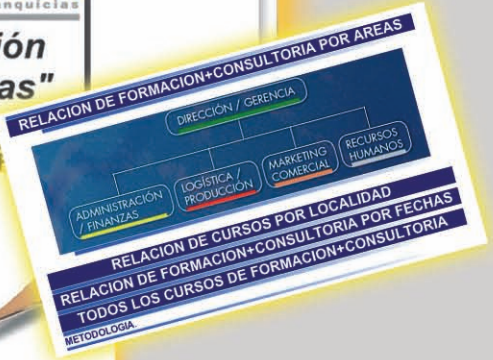 anquicias
ión
as"
RELACION DE FORMACION+CONSULTORIA POR AREAS
DIRECCIÓN / GERENCIA
ADMINISTRACIÓN
/ FINANZAS
LOGÍSTICA /
PRODUCCIÓN
MARKETING
COMERCIAL
RECURSOS
HUMANOS
RELACION DE CURSOS POR LOCALIDAD
RELACION DE FORMACION+CONSULTORIA POR FECHAS
TODOS LOS CURSOS DE FORMACION+CONSULTORIA
METODOLOGIA.